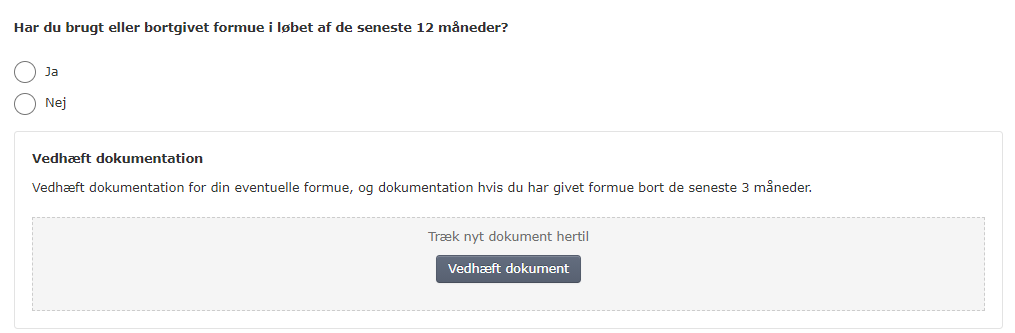 Har du brugt eller bortgivet formue i løbet af de seneste 12 måneder?
Ja
Nej
Vedhæft dokumentation
Vedhæft dokumentation for din eventuelle formue, og dokumentation hvis du har givet formue bort de seneste 3 måneder.
Træk nyt dokument hertil
Vedhæft dokument